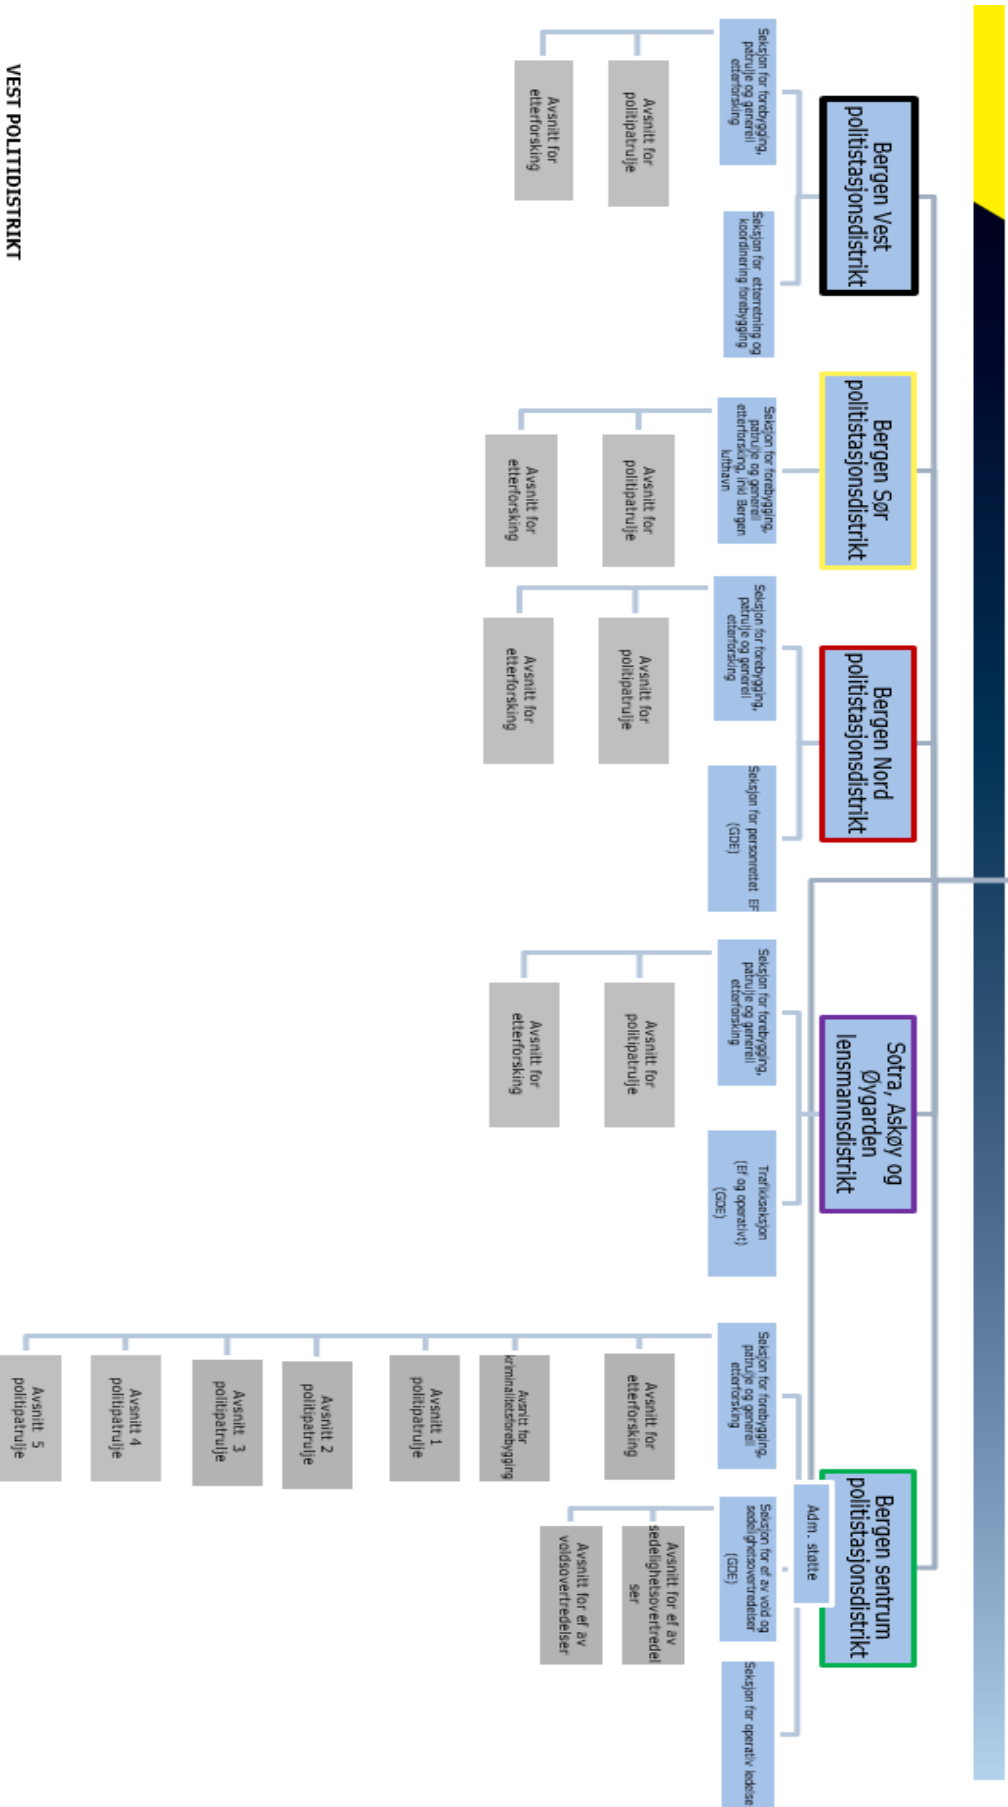 Bergen Vest
politistasjonsdistrikt
Bergen Sør
politistasjonsdistrikt
Bergen Nord
politistasjonsdistrikt
Sotra, Askøy og
Øygarden
lensmannsdistrikt
Bergen sentrum
politistasjonsdistrikt
Adm. støtte
Seksjon for forebygging,
patrulje og generell
etterforsking
Seksjon for etterretning og
koordinering forebygging
Seksjon for forebygging,
patrulje og generell
etterforsking, inkl Bergen
lufthavn
Seksjon for forebygging,
patrulje og generell
etterforsking
Seksjon for personrettet EF
(GDE)
Seksjon for forebygging,
patrulje og generell
etterforsking
Trafikkseksjon
(Ef og operativt)
(GDE)
Seksjon for forebygging,
patrulje og generell
etterforsking
Seksjon for ef av vold og
sedelighetsovertredelser
(GDE)
Seksjon for operativ ledelse
Avsnitt for
politipatrulje
Avsnitt for
etterforsking
Avsnitt for
politipatrulje
Avsnitt for
etterforsking
Avsnitt for
politipatrulje
Avsnitt for
etterforsking
Avsnitt for
politipatrulje
Avsnitt for
etterforsking
Avsnitt for
etterforsking
Avsnitt for
kriminalitetsforebygging
Avsnitt 1
politipatrulje
Avsnitt 2
politipatrulje
Avsnitt 3
politipatrulje
Avsnitt 4
politipatrulje
Avsnitt 5
politipatrulje
Avsnitt for ef av
sedelighetsovertredel
ser
Avsnitt for ef av
voldsovertredelser
VEST POLITIDISTRIKT